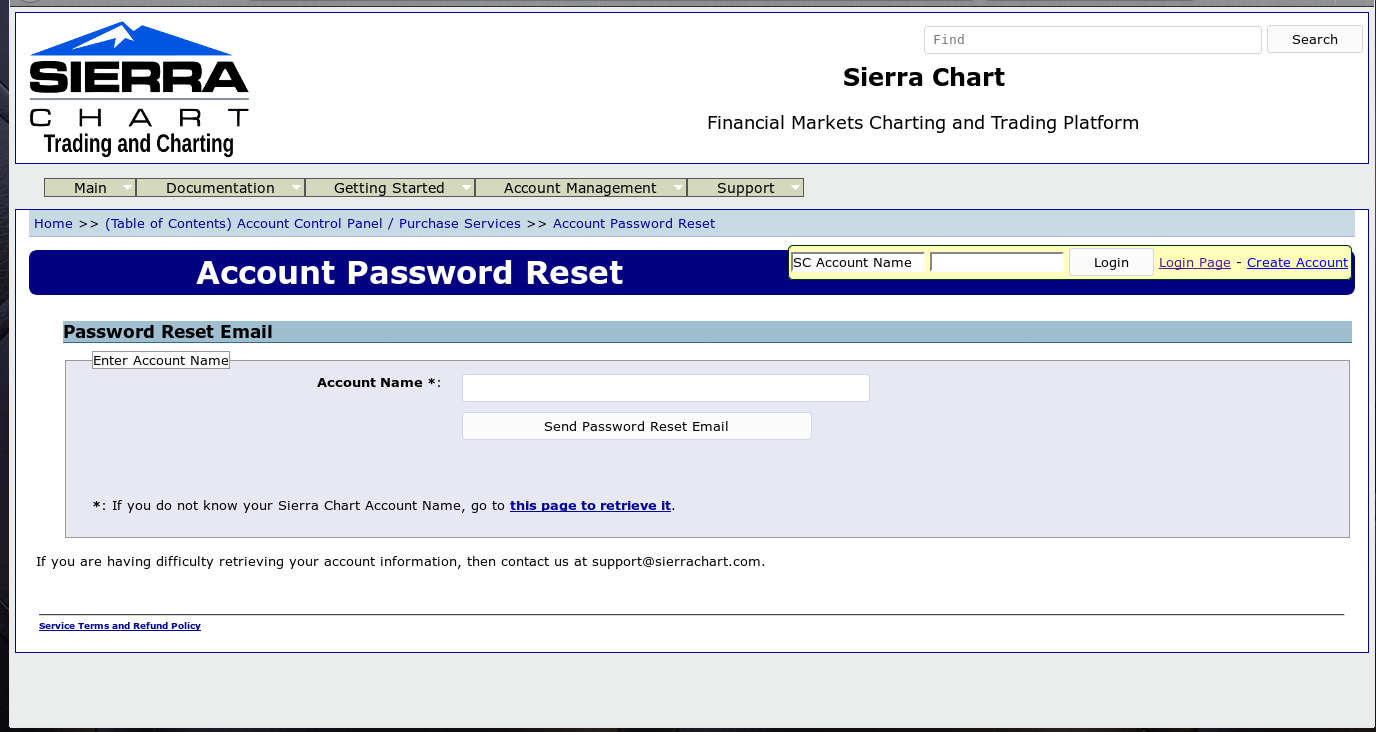 Find
Search
SIERRA
CHART
Trading and Charting
Sierra Chart
Financial Markets Charting and Trading Platform
Main
Documentation
Getting Started
Account Management
Support
Home >> (Table of Contents) Account Control Panel / Purchase Services >> Account Password Reset
Account Password Reset
SC Account Name
Login
Login Page - Create Account
Password Reset Email
Enter Account Name
Account Name *:
Send Password Reset Email
*: If you do not know your Sierra Chart Account Name, go to this page to retrieve it.
If you are having difficulty retrieving your account information, then contact us at support@sierrachart.com.
Service Terms and Refund Policy